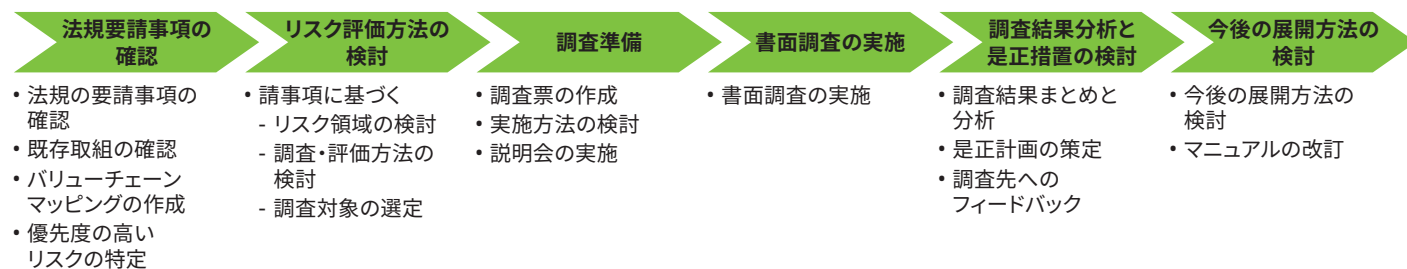 法規要請事項の
確認
リスク評価方法の
検討
調査準備
書面調査の実施
調査結果分析と
是正措置の検討
今後の展開方法の
検討
• 法規の要請事項の
確認
• 既存取組の確認
• バリューチェーン
マッピングの作成
• 優先度の高い
リスクの特定
• 請事項に基づく
- リスク領域の検討
- 調査・評価方法の
検討
- 調査対象の選定
• 調査票の作成
• 実施方法の検討
• 説明会の実施
• 書面調査の実施
• 調査結果まとめと
分析
• 是正計画の策定
• 調査先への
フィードバック
• 今後の展開方法の
検討
• マニュアルの改訂